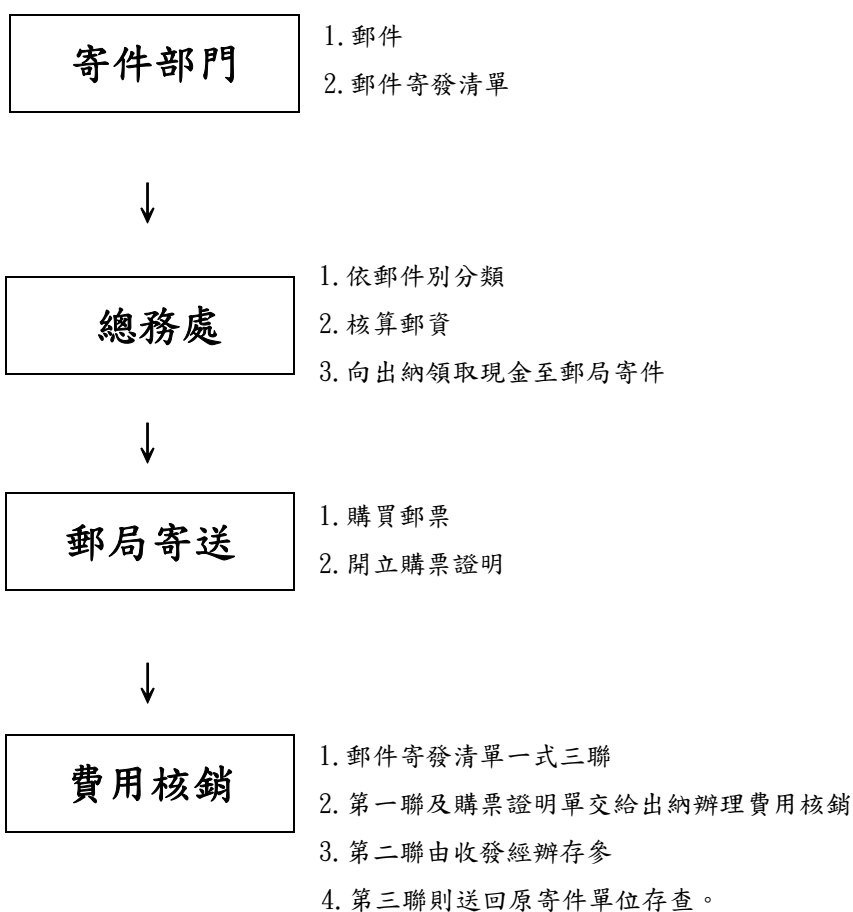 寄件部門
1.郵件
2.郵件寄發清單
總務處
1.依郵件別分類
2.核算郵資
3.向出納領取現金至郵局寄件
郵局寄送
1.購買郵票
2.開立購票證明
費用核銷
1.郵件寄發清單一式三聯
2.第一聯及購票證明單交給出納辦理費用核銷
3.第二聯由收發經辦存參
4.第三聯則送回原寄件單位存查。